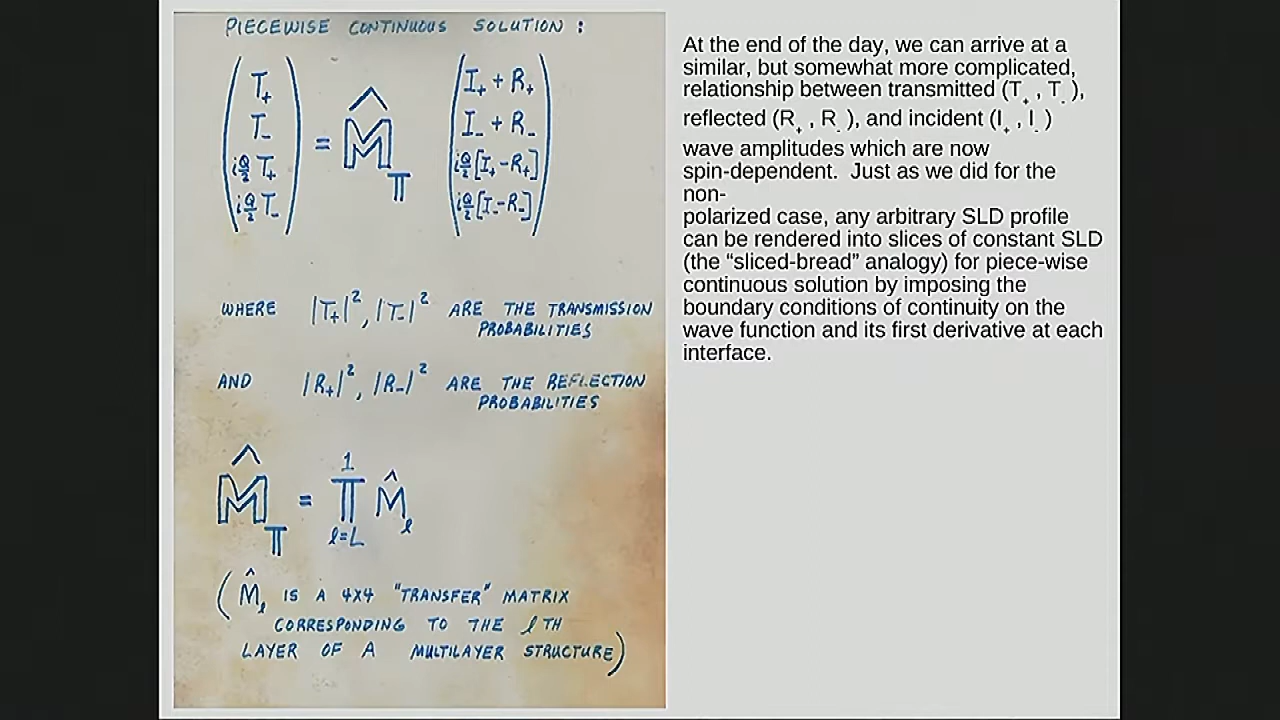 PIECEWISE CONTINUOUS SOLUTION :
( T₊ ) = M̂_π ( I₊ + R₊ )
( T₋ ) ( I₋ + R₋ )
( iQ/2 T₊ ) ( iQ/2 [I₊ - R₊] )
( iQ/2 T₋ ) ( iQ/2 [I₋ - R₋] )
WHERE |T₊|², |T₋|² ARE THE TRANSMISSION
PROBABILITIES
AND |R₊|², |R₋|² ARE THE REFLECTION
PROBABILITIES
M̂_π = 1 π l=L M̂_l
( M̂_l IS A 4X4 "TRANSFER" MATRIX
CORRESPONDING TO THE l TH
LAYER OF A MULTILAYER STRUCTURE)
At the end of the day, we can arrive at a
similar, but somewhat more complicated,
relationship between transmitted (T₊ , T₋ ),
reflected (R₊ , R₋ ), and incident (I₊ , I₋ )
wave amplitudes which are now
spin-dependent. Just as we did for the
non-
polarized case, any arbitrary SLD profile
can be rendered into slices of constant SLD
(the “sliced-bread” analogy) for piece-wise
continuous solution by imposing the
boundary conditions of continuity on the
wave function and its first derivative at each
interface.